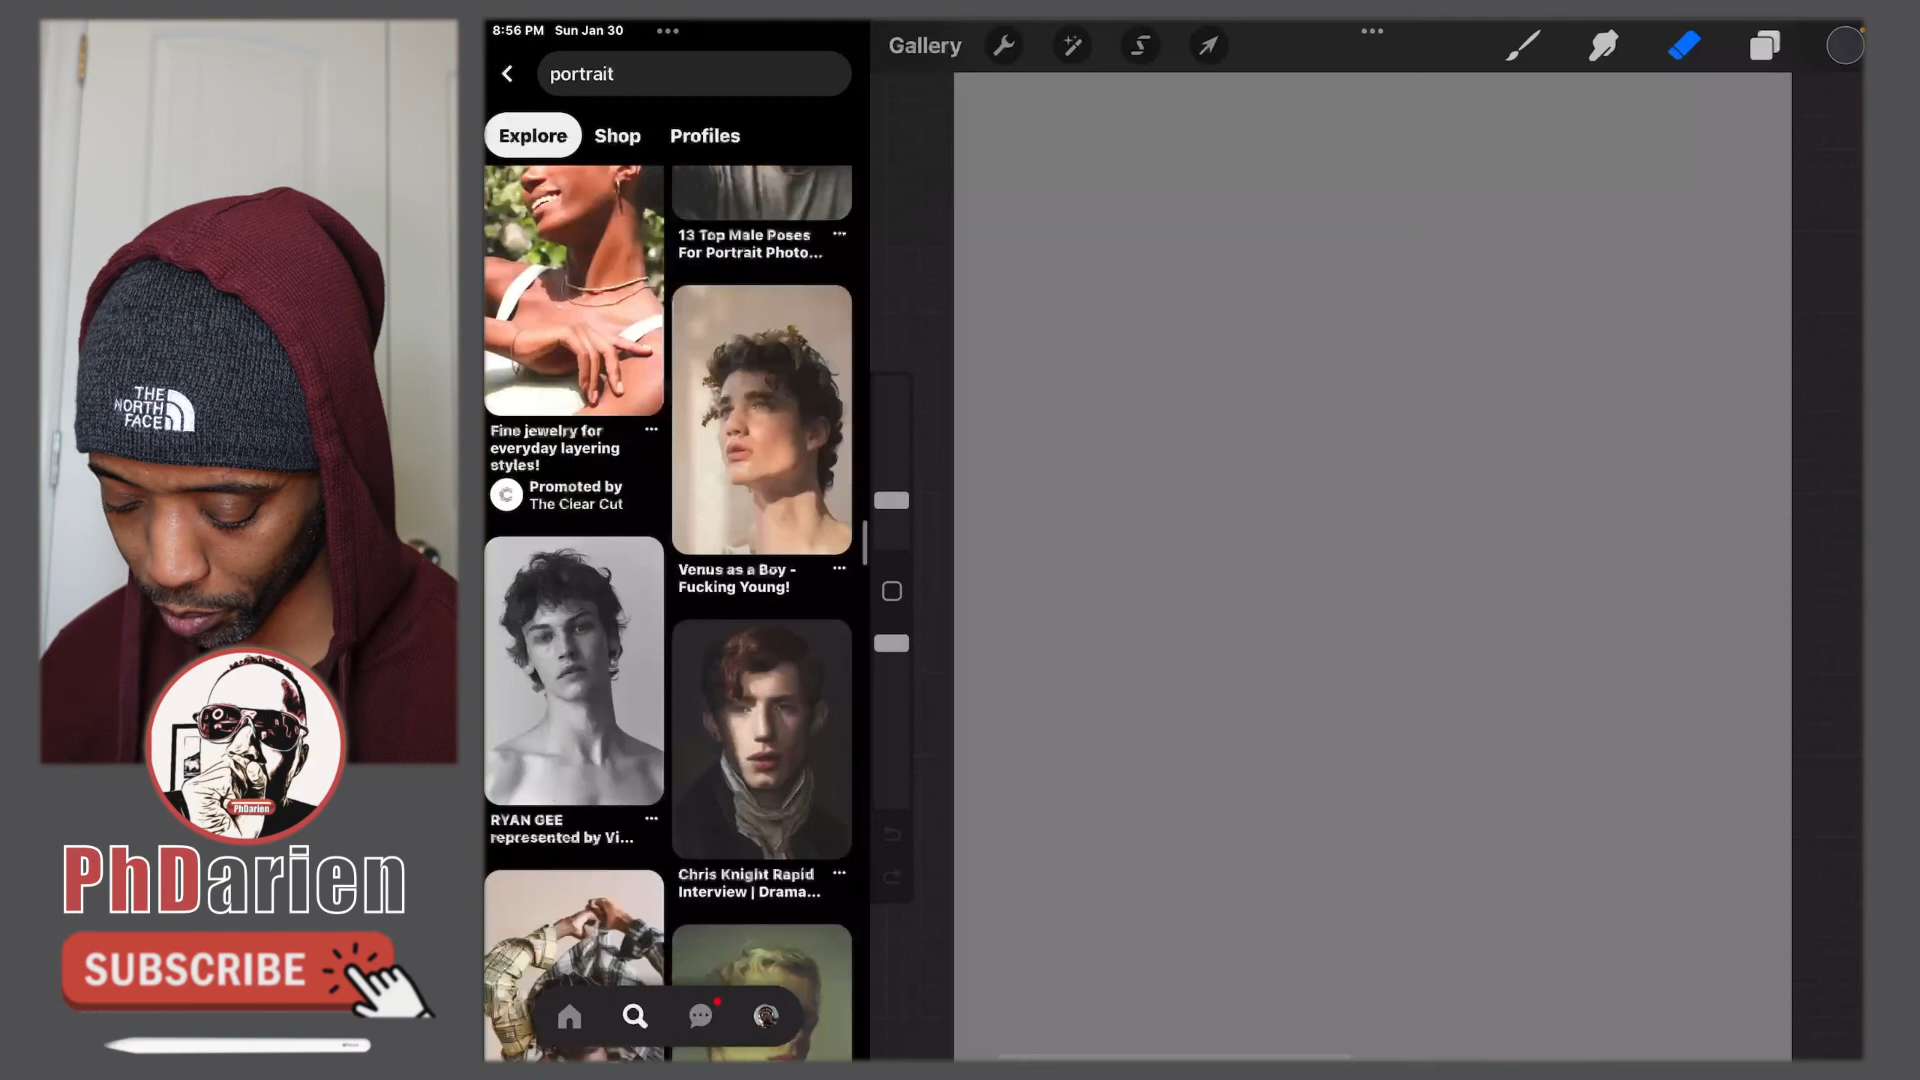 THE
NORTH
FACE
PhDarien
PhDarien
SUBSCRIBE
8:56 PM Sun Jan 30
portrait
Explore Shop Profiles
Fine jewelry for
everyday layering
styles!
Promoted by
The Clear Cut
RYAN GEE
represented by Vi...
13 Top Male Poses
For Portrait Photo...
Venus as a Boy -
Fucking Young!
Chris Knight Rapid
Interview | Drama...
Gallery